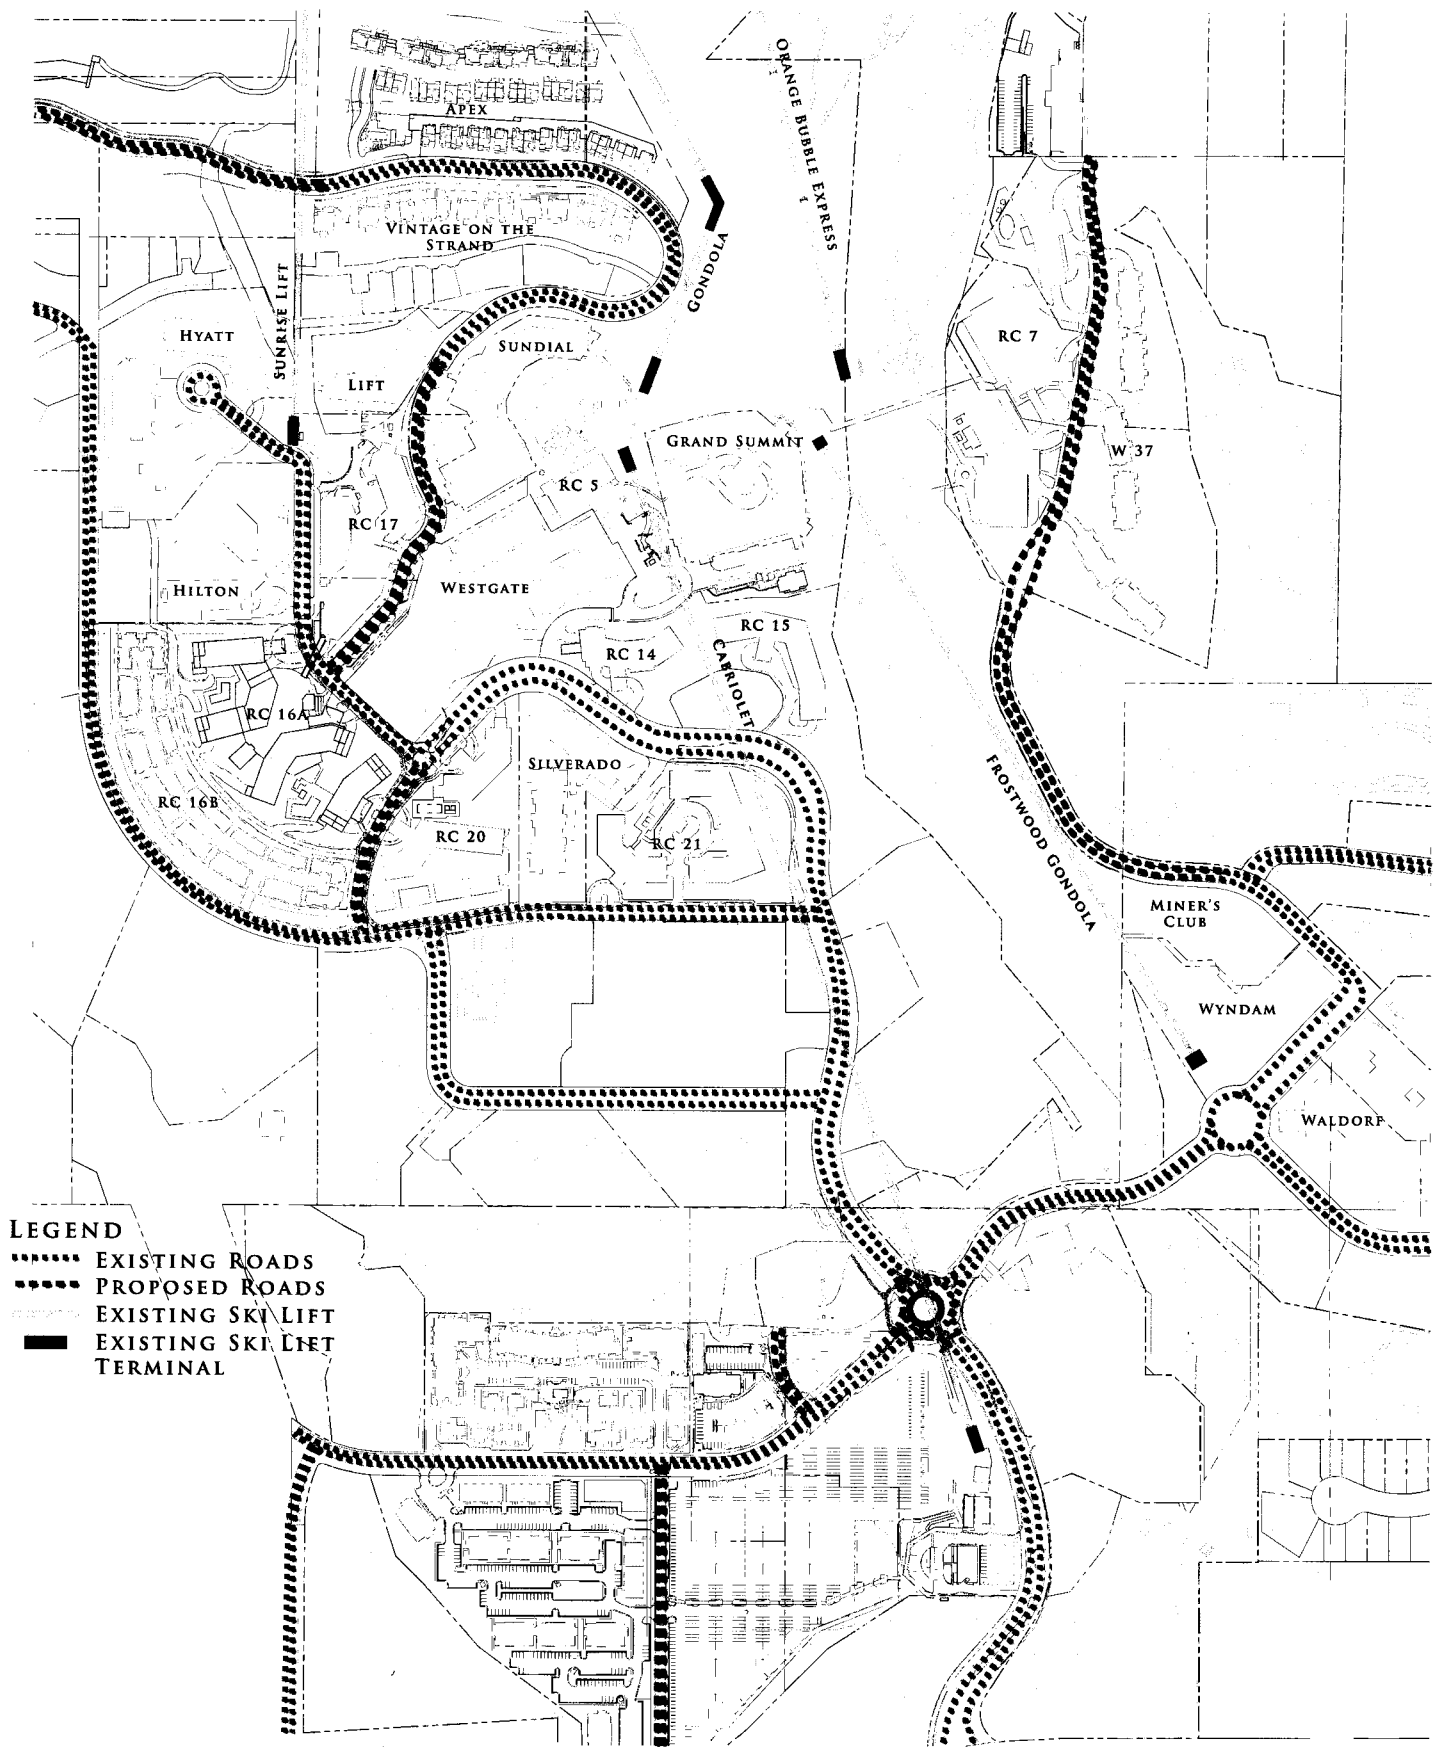 ORANGE BUBBLE EXPRESS
APEX
VINTAGE ON THE
STRAND
GONDOLA
SUNRISE LIFT
HYATT
SUNDIAL
RC 7
LIFT
GRAND SUMMIT
W 37
RC 5
RC 17
HILTON
WESTGATE
RC 15
RC 14
CABRIOLET
RC 16A
SILVERADO
RC 16B
RC 20
RC 21
FROSTWOOD GONDOLA
MINER'S
CLUB
WYNDAM
WALDORF
LEGEND
EXISTING ROADS
PROPOSED ROADS
EXISTING SKI LIFT
EXISTING SKI LIFT
TERMINAL